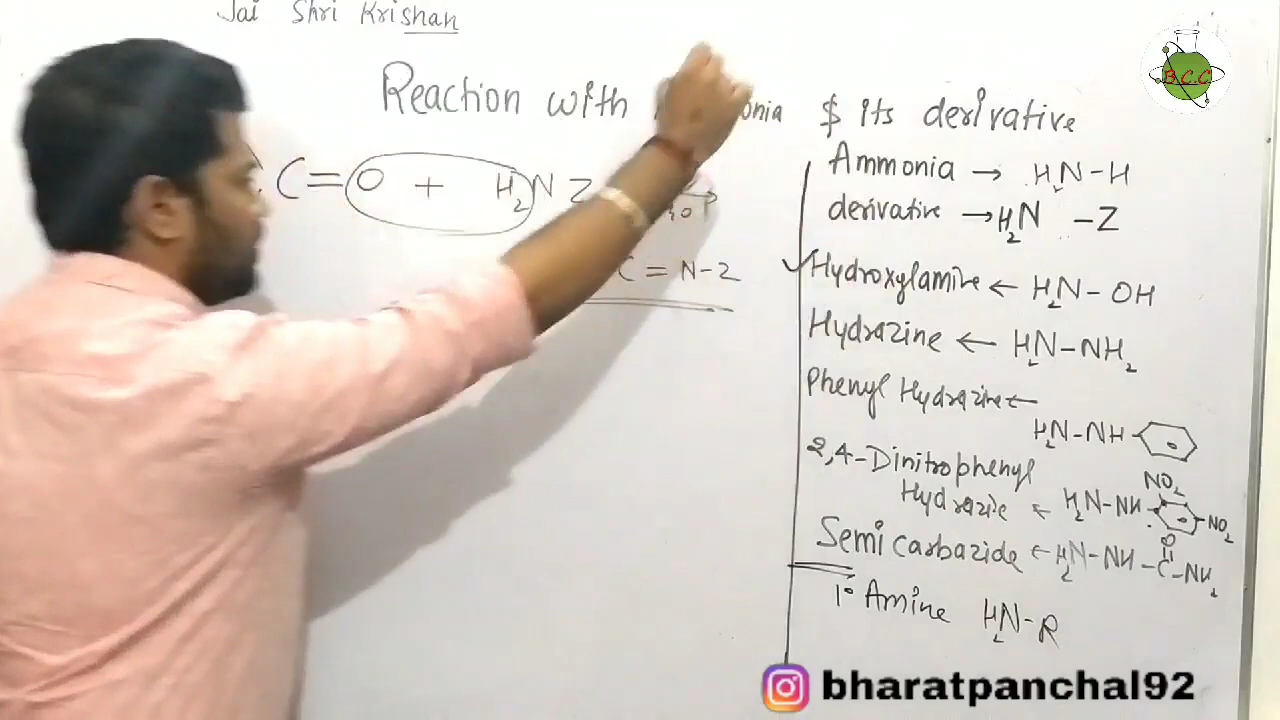 Jai Shri Krishan
B.C.C
Reaction with onia $ its derivative
C=O + H2N Z
C=N-Z
Ammonia → H2N-H
derivative → H2N -Z
Hydroxylamine ← H2N-OH
Hydrazine ← H2N-NH2
Phenyl Hydrazine ←
H2N-NH
2,4-Dinitrophenyl
Hydrazie ← H2N-NH NO2 NO2
Semicarbazide ← H2N-NH-C-NH2
O
1° Amine H2N-R
bharatpanchal92